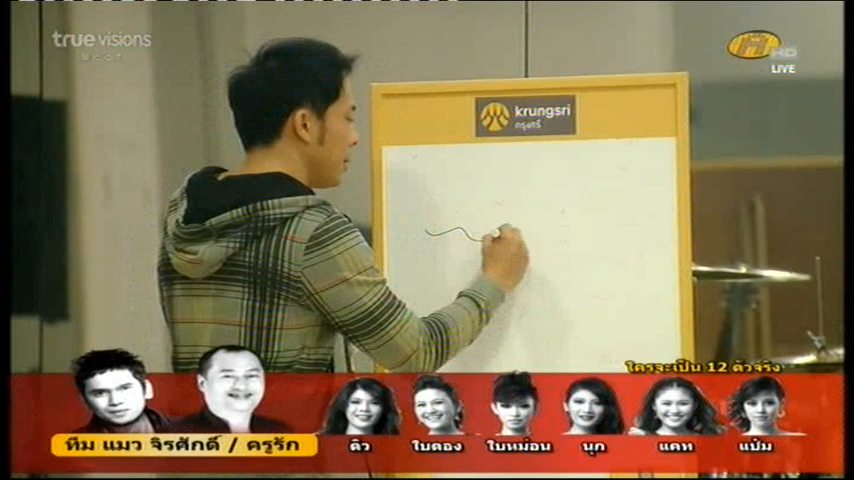 truevisions
HD
LIVE
krungsri
กรุงศรี
ใครจะเป็น 12 ตัวจริง
ทีม แมว จิรศักดิ์ / ครูรัก
ดิว
ใบตอง
ใบหม่อน
นุก
แคท
แป๋ม